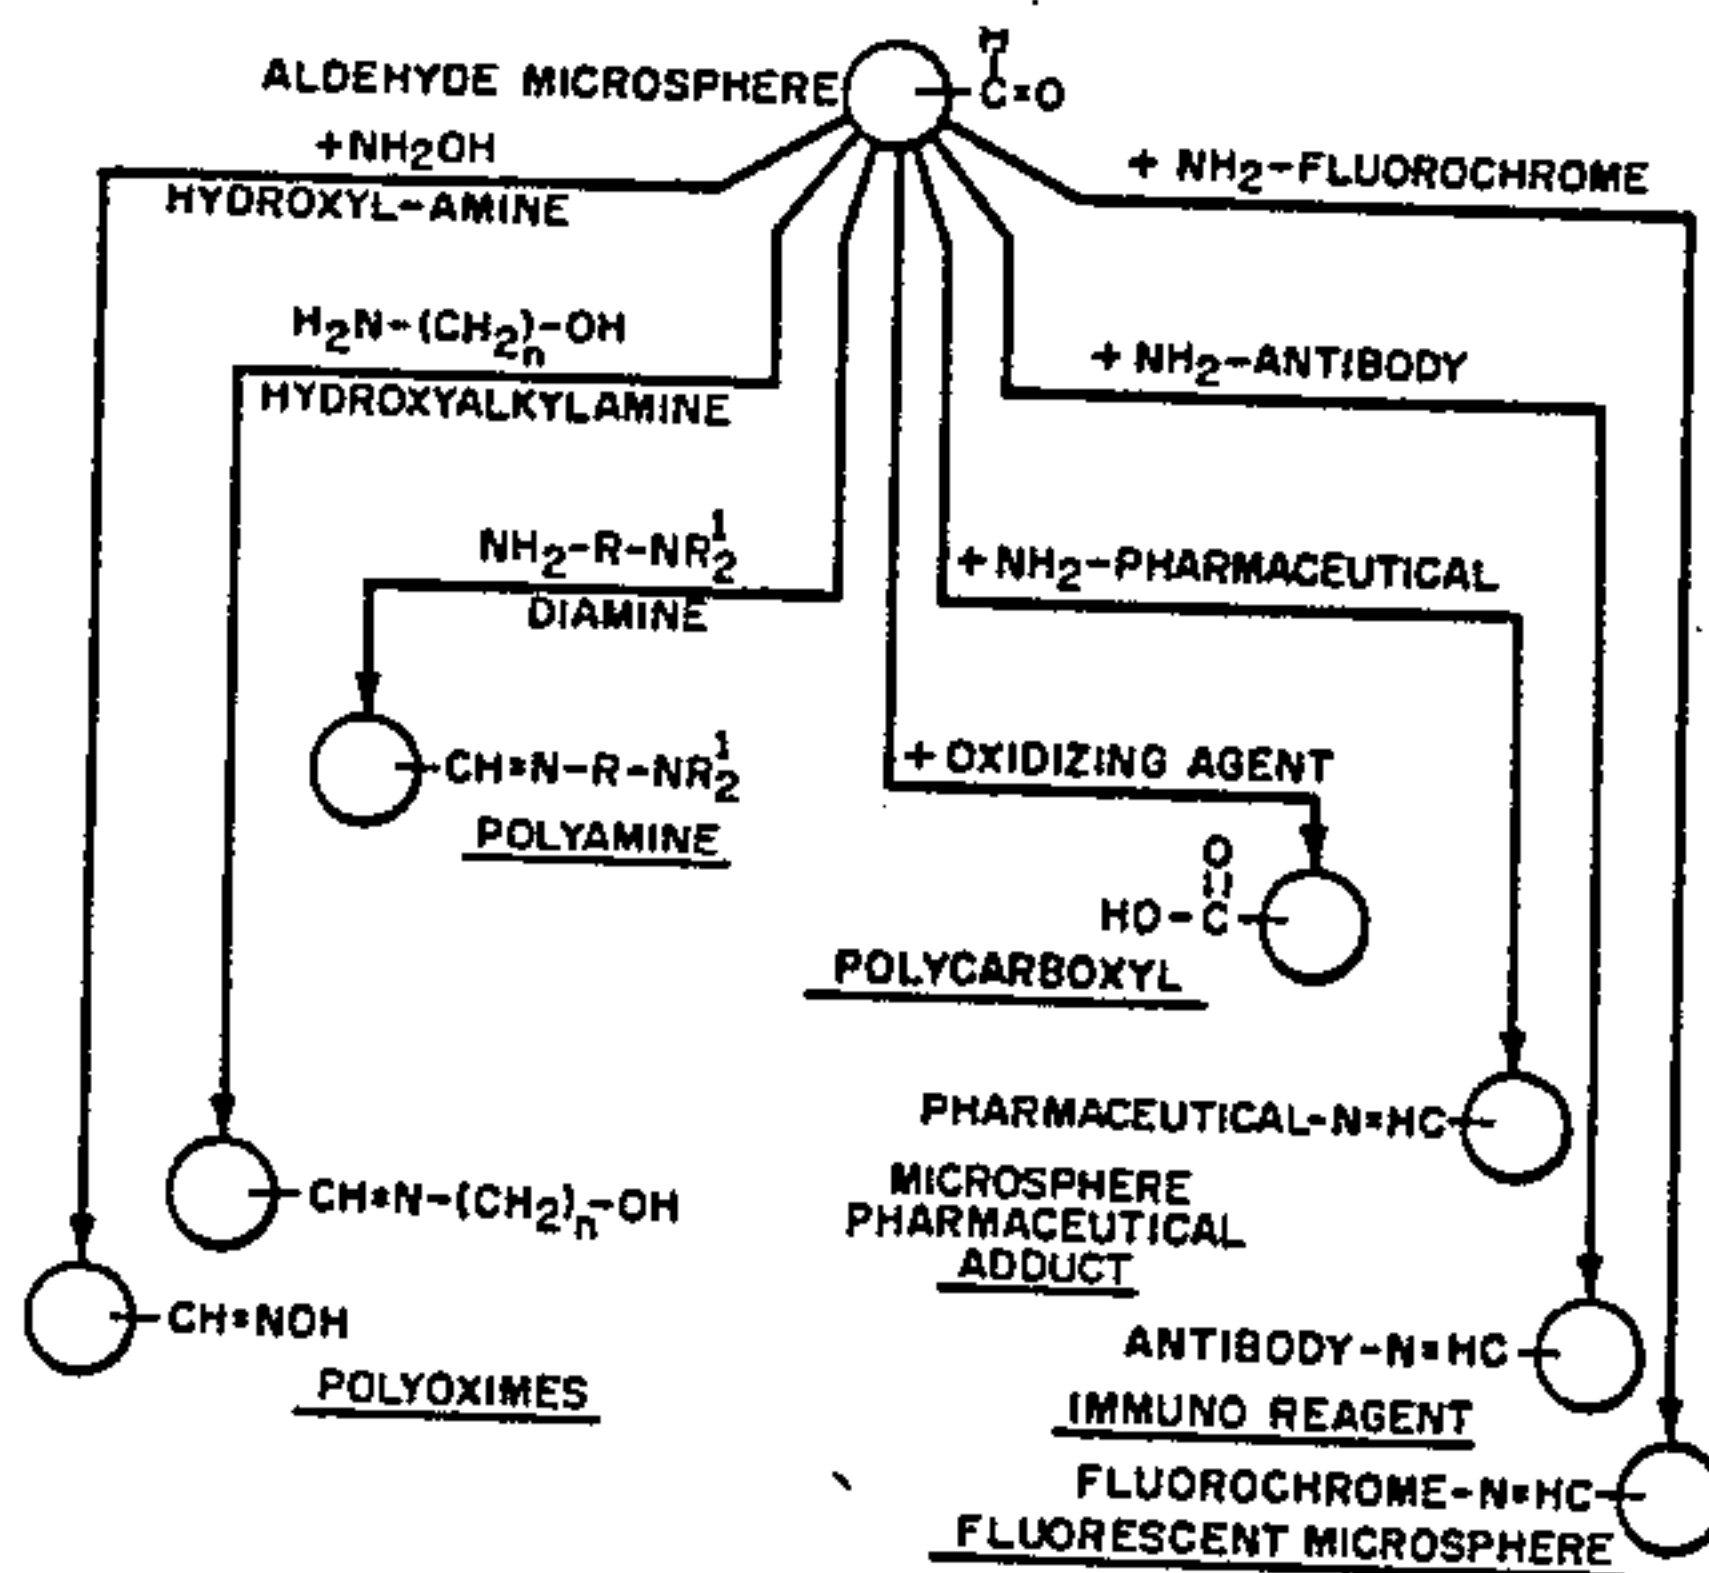 H
ALDEHYDE MICROSPHERE C=O
+NH2OH
HYDROXYL-AMINE
+ NH2-FLUOROCHROME
H2N-(CH2)n-OH
HYDROXYALKYLAMINE
+ NH2-ANTIBODY
NH2-R-NR12
DIAMINE
+ NH2-PHARMACEUTICAL
CH=N-R-NR12
POLYAMINE
+ OXIDIZING AGENT
O
HO-C
POLYCARBOXYL
PHARMACEUTICAL-N=HC
MICROSPHERE
PHARMACEUTICAL
ADDUCT
CH=N-(CH2)n-OH
CH=NOH
POLYOXIMES
ANTIBODY-N=HC
IMMUNO REAGENT
FLUOROCHROME-N=HC
FLUORESCENT MICROSPHERE